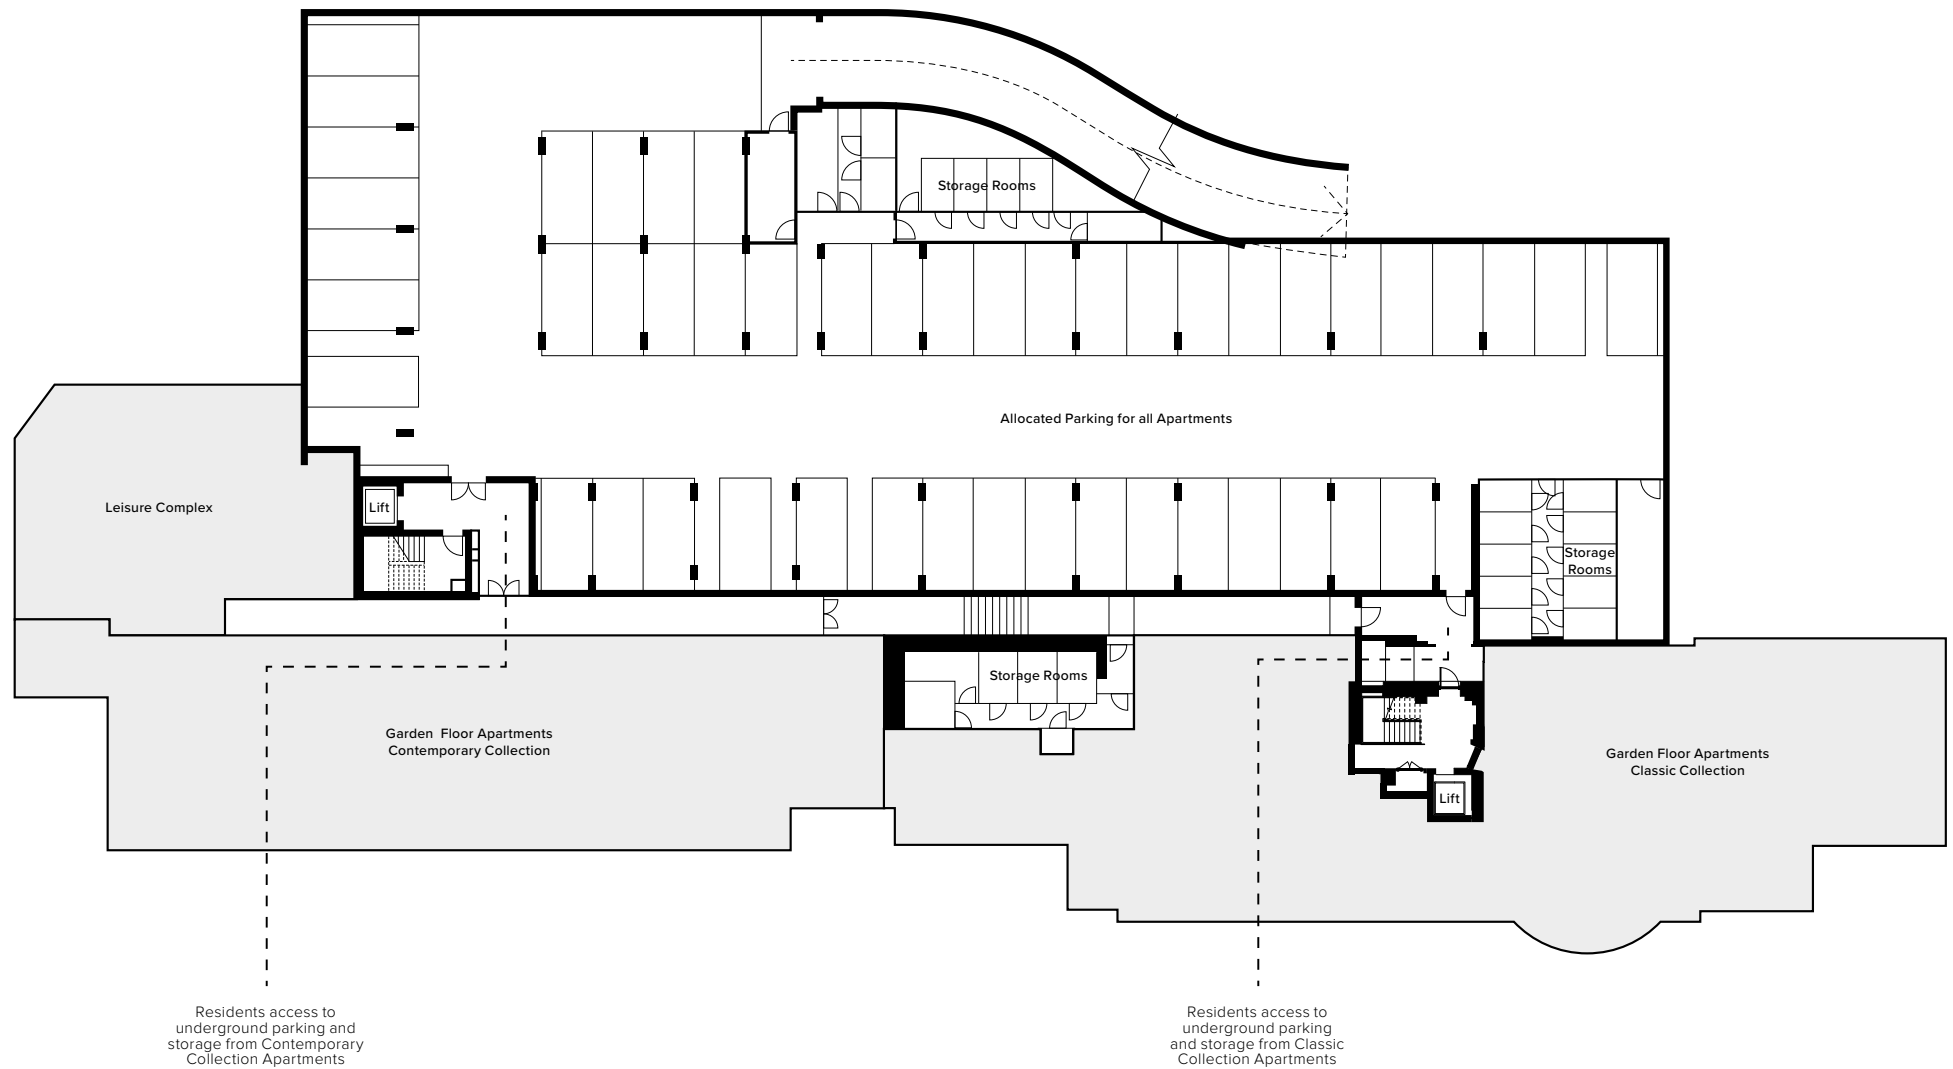 Storage Rooms
Allocated Parking for all Apartments
Leisure Complex
Lift
Storage
Rooms
Storage Rooms
Garden Floor Apartments
Contemporary Collection
Garden Floor Apartments
Classic Collection
Lift
Residents access to
underground parking and
storage from Contemporary
Collection Apartments
Residents access to
underground parking
and storage from Classic
Collection Apartments